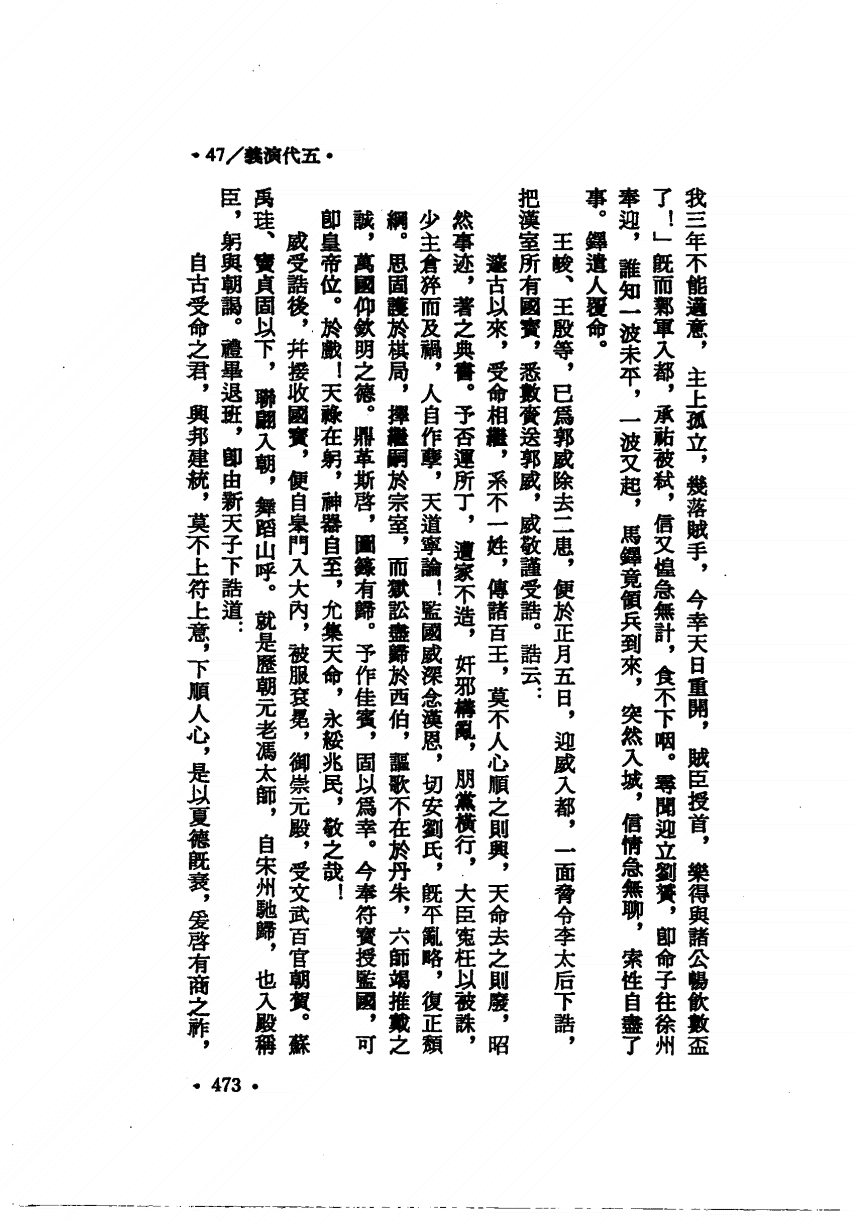 •47／義演代五•
我三年不能適意，主上孤立，幾落賊手，今幸天日重開，賊臣授首，樂得與諸公暢飲數盃
了！」既而鄴軍入都，承祐被弒，信又惶急無計，食不下咽。尋聞迎立劉贇，卽命子往徐州
奉迎，誰知一波未平，一波又起，馬鐸竟領兵到來，突然入城，信情急無聊，索性自盡了
事。鐸遣人覆命。
王峻、王殷等，已爲郭威除去二患，便於正月五日，迎威入都，一面脅令李太后下誥，
把漢室所有國寶，悉數賫送郭威，威敬謹受誥。誥云：
邃古以來，受命相繼，系不一姓，傳諸百王，莫不人心順之則興，天命去之則廢，昭
然事迹，著之典書。予否運所丁，遭家不造，奸邪構亂，朋黨橫行，大臣寃枉以被誅，
少主倉猝而及禍，人自作孽，天道寧論！監國威深念漢恩，切安劉氏，既平亂略，復正頹
綱。思固護於棋局，擇繼嗣於宗室，而獄訟盡歸於西伯，謳歌不在於丹朱，六師竭推戴之
誠，萬國仰欽明之德。鼎革斯啓，圖籙有歸。予作佳賓，固以爲幸。今奉符寶授監國，可
卽皇帝位。於戲！天祿在躬，神器自至，允集天命，永綏兆民，敬之哉！
威受誥後，幷接收國寶，便自皋門入大內，被服袞冕，御崇元殿，受文武百官朝賀。蘇
禹珪、竇貞固以下，聯翩入朝，舞蹈山呼。就是歷朝元老馮太師，自宋州馳歸，也入殿稱
臣，躬與朝謁。禮畢退班，卽由新天子下誥道：
自古受命之君，興邦建統，莫不上符上意，下順人心，是以夏德既衰，爰啓有商之祚，
•473•